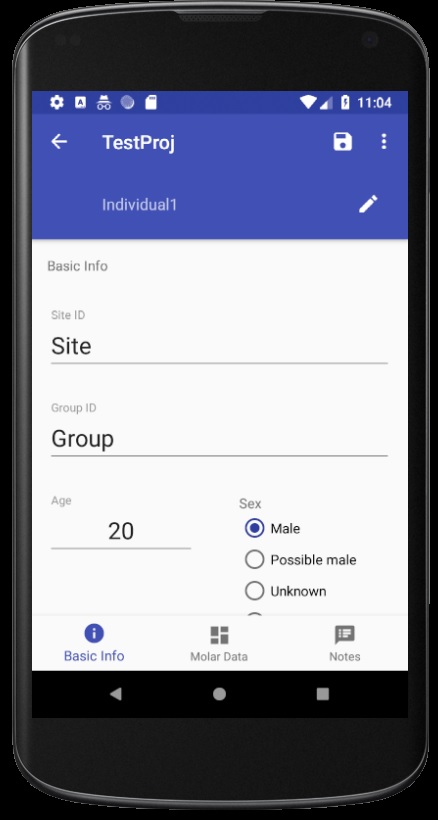 11:04
TestProj
Individual1
Basic Info
Site ID
Site
Group ID
Group
Age
20
Sex
Male
Possible male
Unknown
Basic Info
Molar Data
Notes